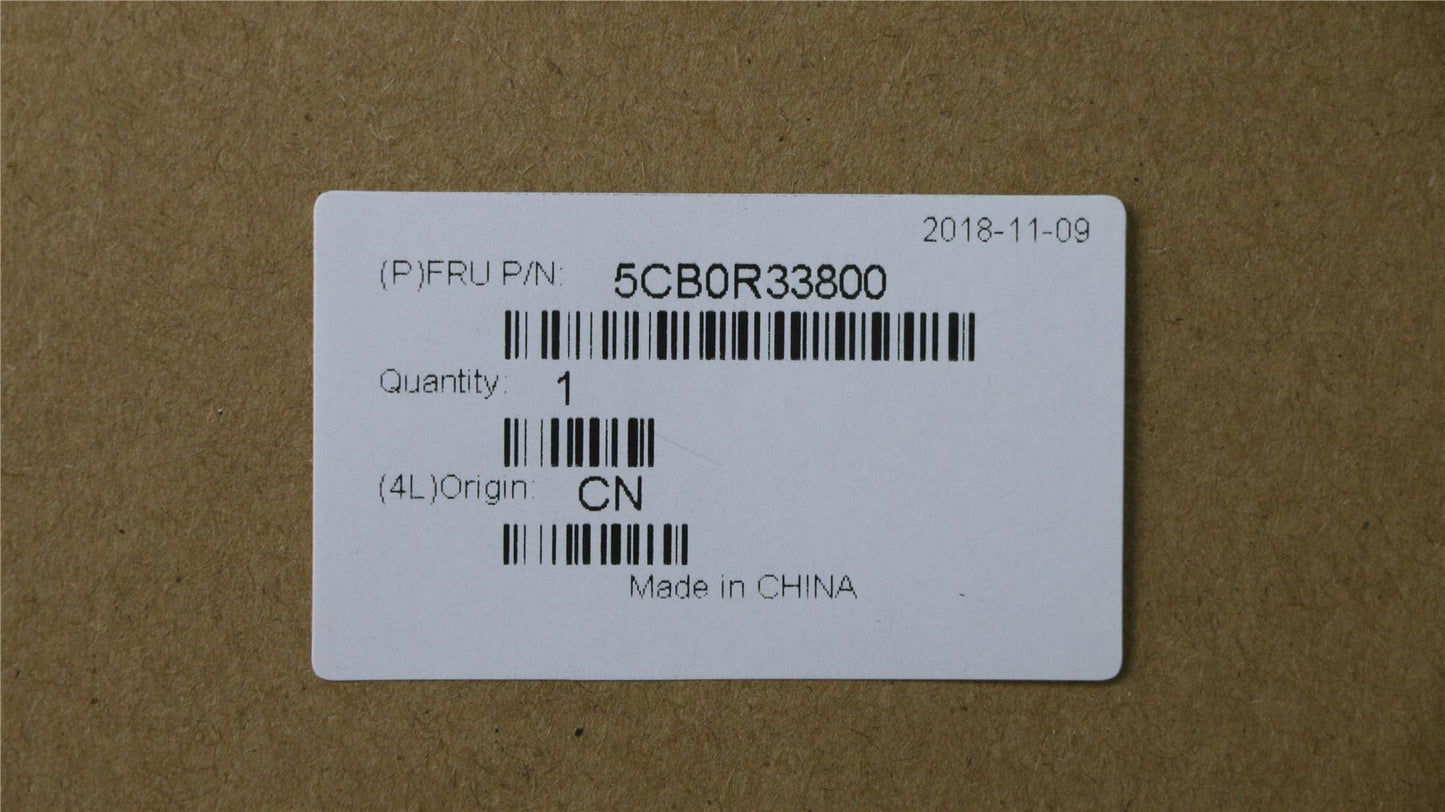 2018-11-09
(P)FRU P/N: 5CB0R33800
Quantity: 1
(4L)Origin: CN
Made in CHINA